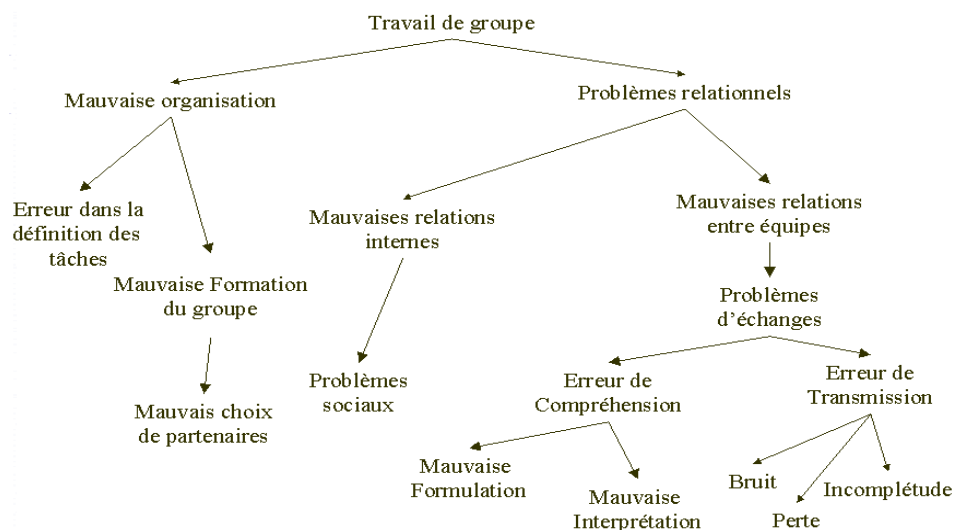 Travail de groupe
Mauvaise organisation
Problèmes relationnels
Erreur dans la
définition des
tâches
Mauvaise Formation
du groupe
Mauvais choix
de partenaires
Mauvaises relations
internes
Problèmes
sociaux
Mauvaises relations
entre équipes
Problèmes
d’échanges
Erreur de
Compréhension
Erreur de
Transmission
Mauvaise
Formulation
Mauvaise
Interprétation
Bruit
Perte
Incomplétude